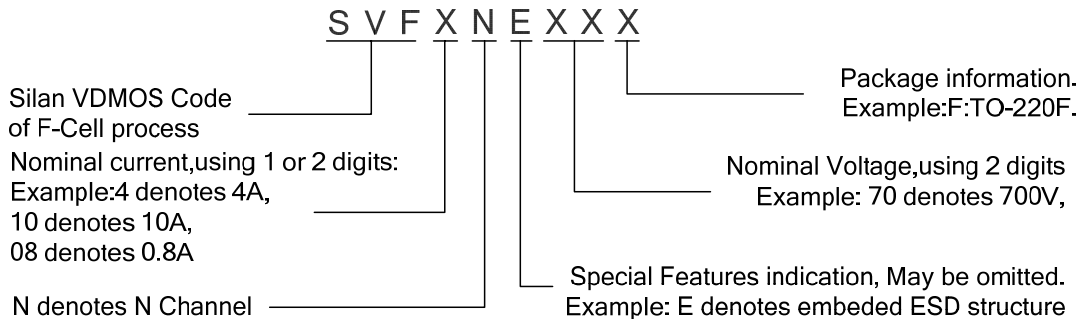 S V F X N E X X X
Silan VDMOS Code
of F-Cell process
Nominal current,using 1 or 2 digits:
Example:4 denotes 4A,
10 denotes 10A,
08 denotes 0.8A
N denotes N Channel
Package information.
Example:F:TO-220F.
Nominal Voltage,using 2 digits
Example: 70 denotes 700V,
Special Features indication, May be omitted.
Example: E denotes embeded ESD structure